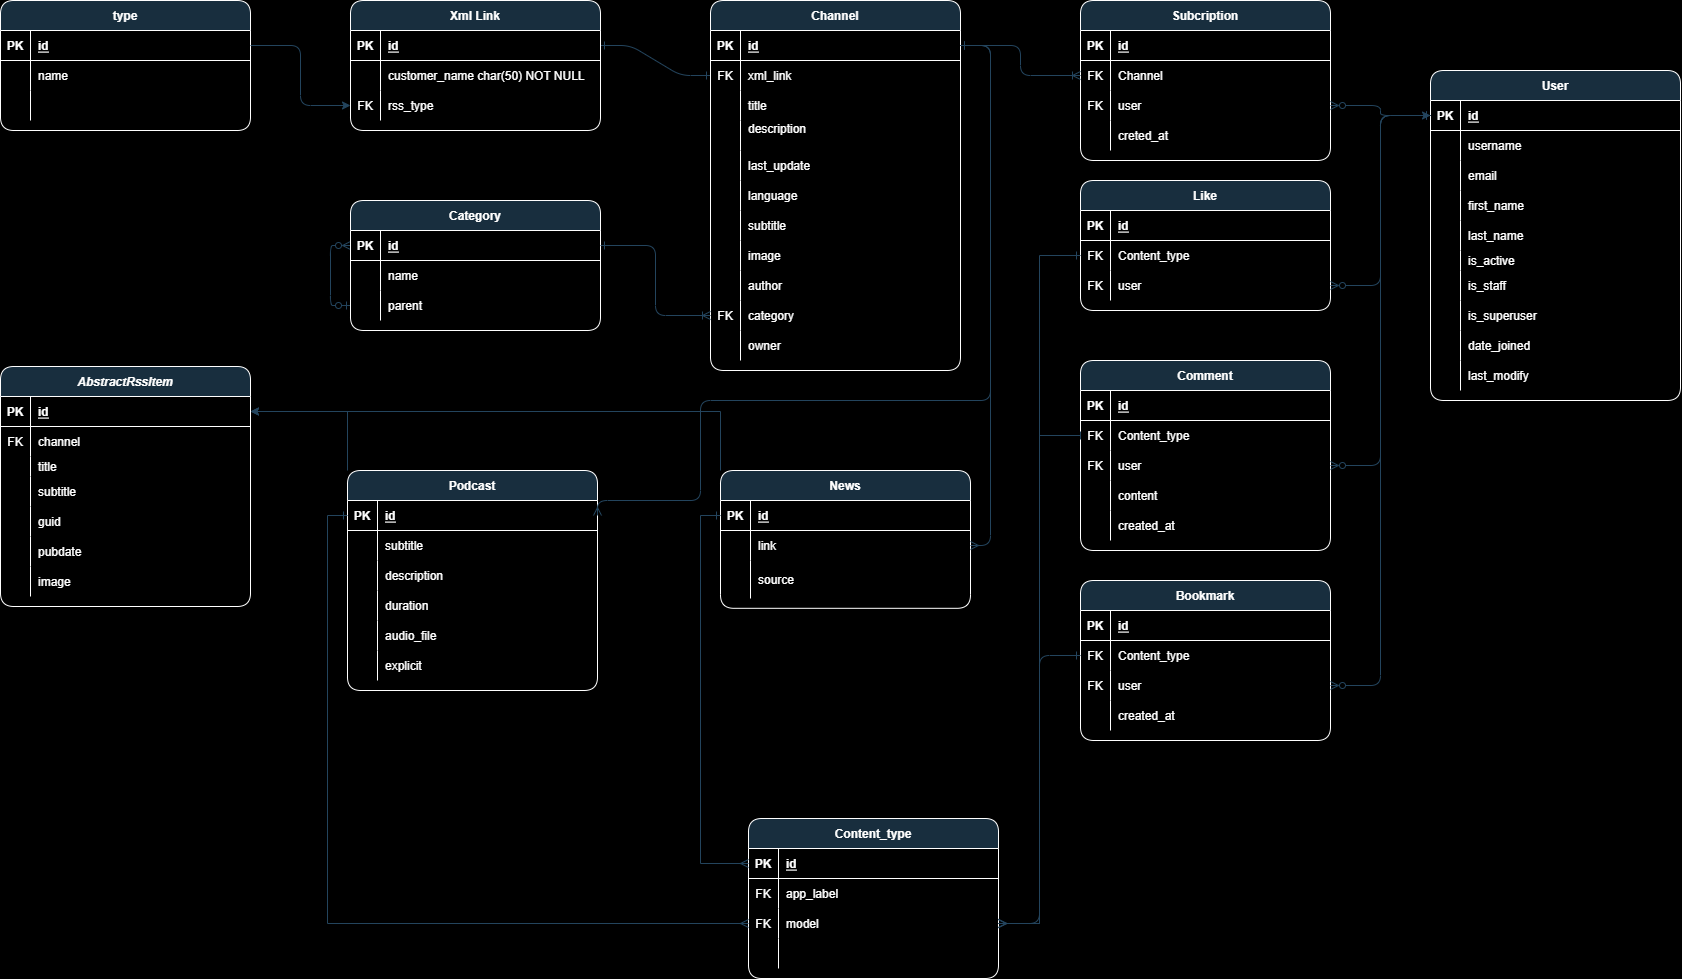 type
PK id
name
Xml Link
PK id
customer_name char(50) NOT NULL
FK rss_type
Channel
PK id
FK xml_link
title
description
last_update
language
subtitle
image
author
FK category
owner
Subcription
PK id
FK Channel
FK user
creted_at
User
PK id
username
email
first_name
last_name
is_active
is_staff
is_superuser
date_joined
last_modify
Category
PK id
name
parent
Like
PK id
FK Content_type
FK user
AbstractRssItem
PK id
FK channel
title
subtitle
guid
pubdate
image
Comment
PK id
FK Content_type
FK user
content
created_at
Podcast
PK id
subtitle
description
duration
audio_file
explicit
News
PK id
link
source
Bookmark
PK id
FK Content_type
FK user
created_at
Content_type
PK id
FK app_label
FK model